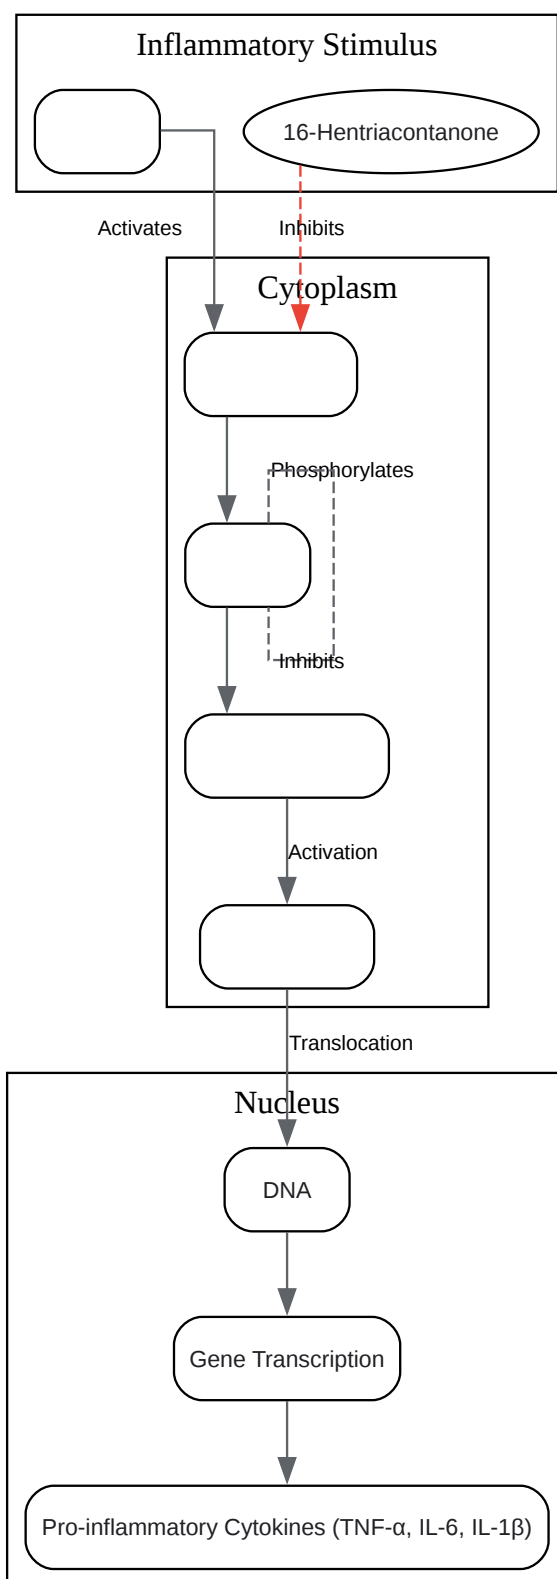 Inflammatory Stimulus
16-Hentriacontanone
Activates
Inhibits
Cytoplasm
Phosphorylates
Inhibits
Activation
Translocation
Nucleus
DNA
Gene Transcription
Pro-inflammatory Cytokines (TNF-α, IL-6, IL-1β)